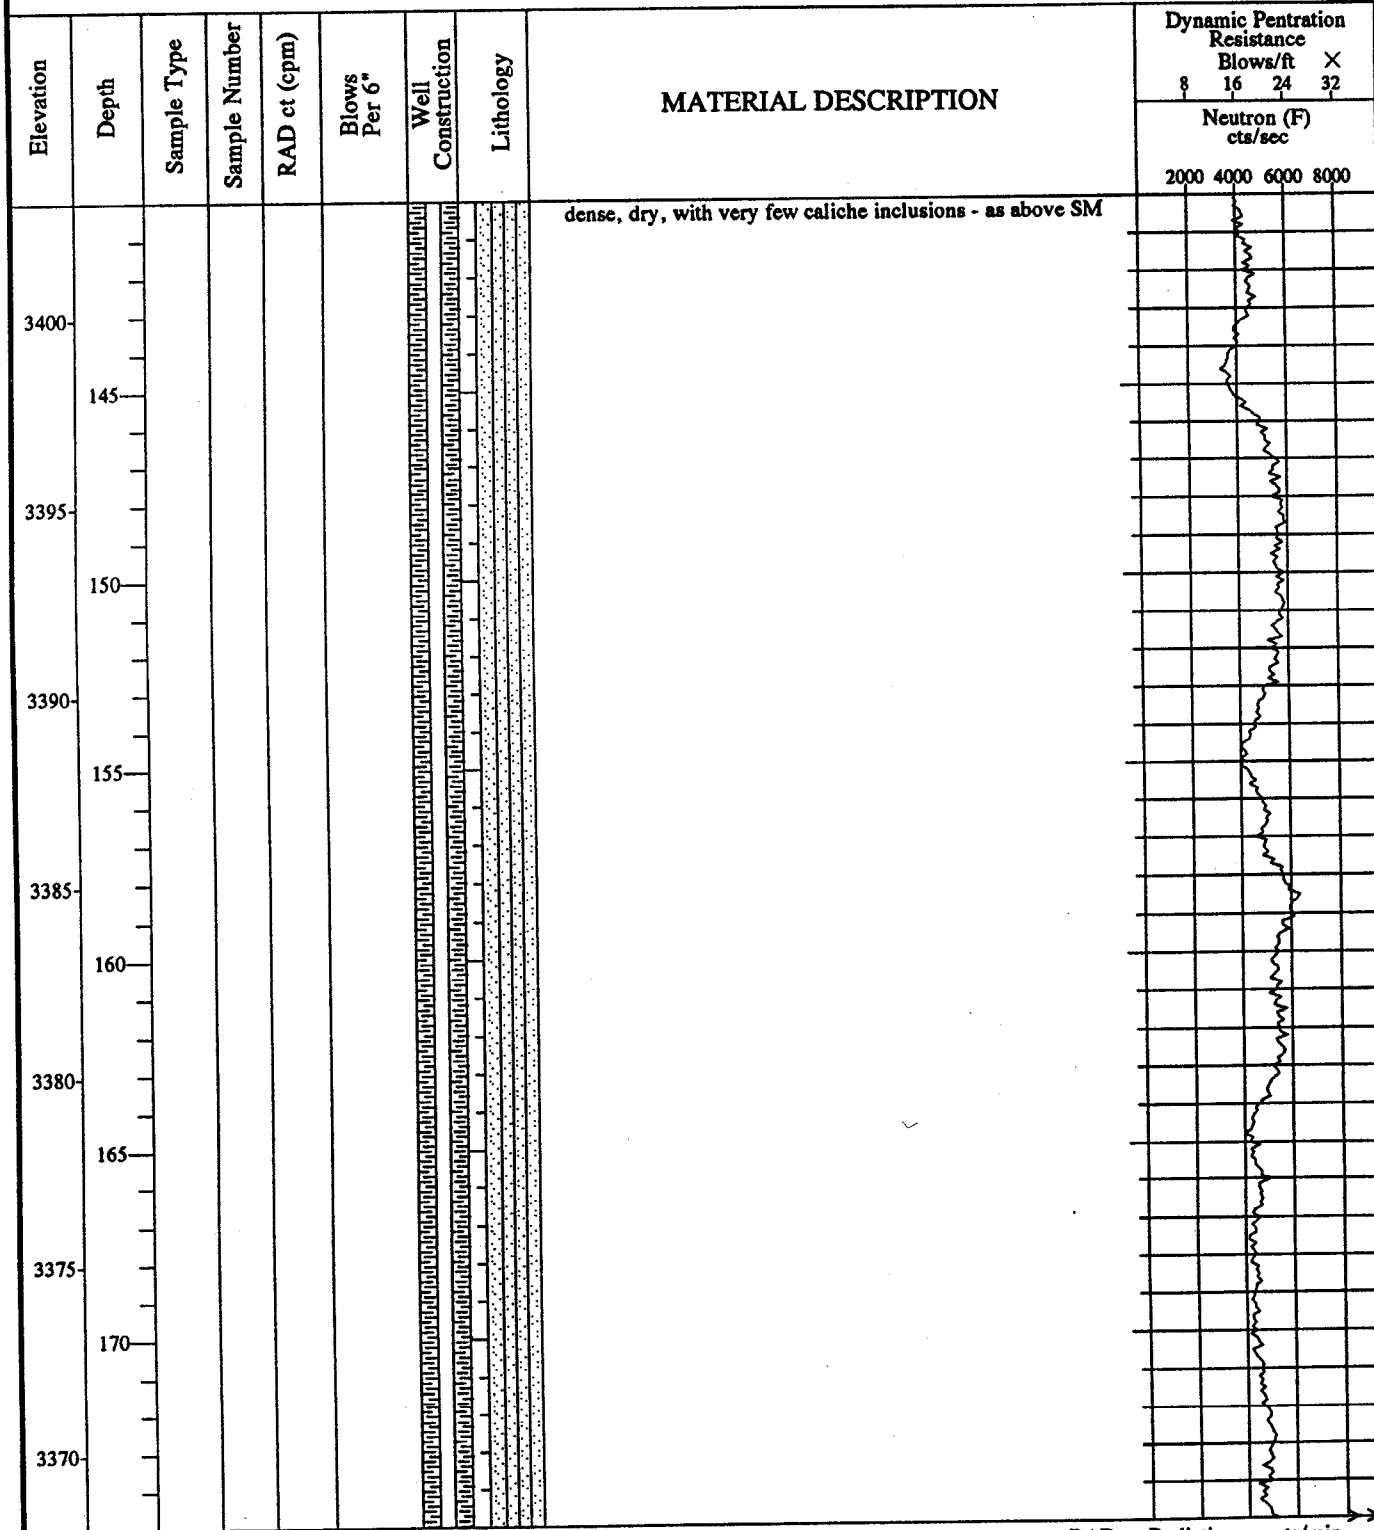 Elevation
Depth
Sample Type
Sample Number
RAD ct (cpm)
Blows
Per 6"
Well
Construction
Lithology
MATERIAL DESCRIPTION
Dynamic Pentration
Resistance
Blows/ft X
8 16 24 32
Neutron (F)
cts/sec
2000 4000 6000 8000
dense, dry, with very few caliche inclusions - as above SM
3400
145
3395
150
3390
155
3385
160
3380
165
3375
170
3370